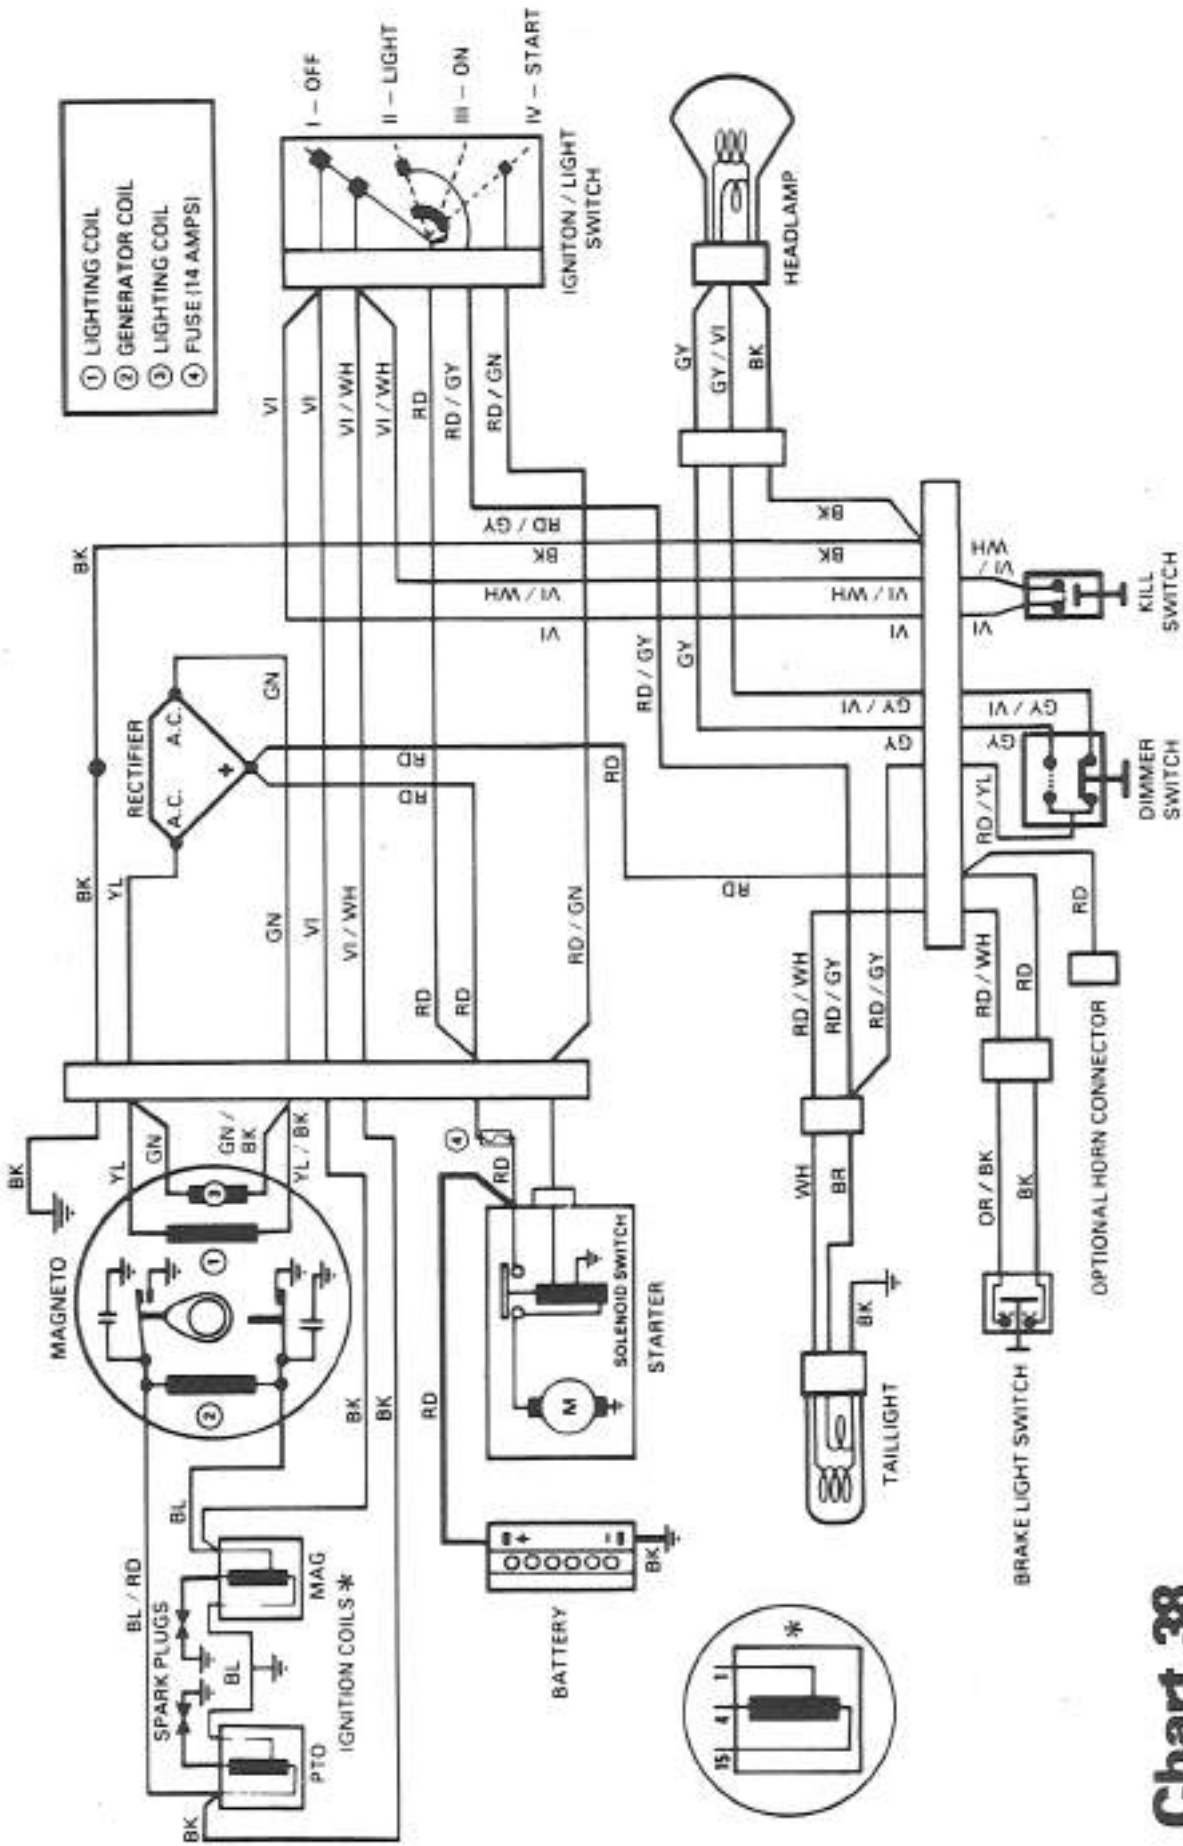 ① LIGHTING COIL
② GENERATOR COIL
③ LIGHTING COIL
④ FUSE (14 AMPS)
I – OFF
II – LIGHT
III – ON
IV – START
IGNITON / LIGHT
SWITCH
VI
VI
VI / WH
VI / WH
RD
RD / GY
RD / GN
HEADLAMP
GY
GY / VI
BK
BK
RD / GY
BK
VI / WH
VI
BK
BK
VI / WH
VI
VI /
WH
VI
KILL
SWITCH
RECTIFIER
A.C.
A.C.
+
GN
RD
RD
RD
RD / GY
GY
GY / VI
GY
GY / VI
GY
RD / YL
DIMMER
SWITCH
BK
YL
GN
VI
VI / WH
RD
RD
RD / GN
RD
RD / WH
RD / GY
RD / GY
RD / WH
RD
RD
OPTIONAL HORN CONNECTOR
BK
MAGNETO
YL
GN
GN /
BK
YL / BK
①
②
③
④
RD
RD
SOLENOID SWITCH
STARTER
M
BK
BK
WH
BR
BK
TAILLIGHT
OR / BK
BK
BRAKE LIGHT SWITCH
BL / RD
BL
SPARK PLUGS
BL
MAG
PTO
IGNITION COILS *
BK
BATTERY
+
–
BK
15
4
1
*
Chart 38